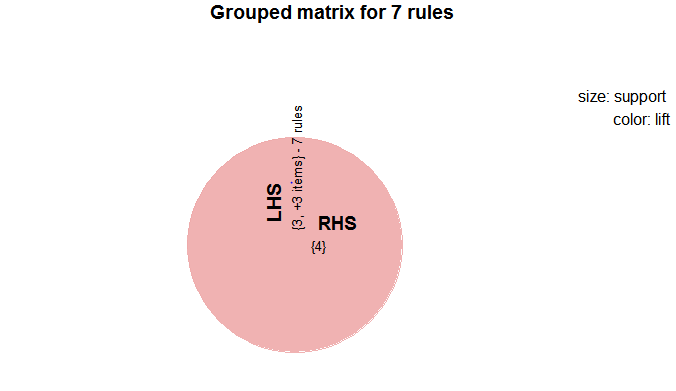 Grouped matrix for 7 rules
size: support
color: lift
{3, +3 items} - 7 rules
LHS
RHS
{4}